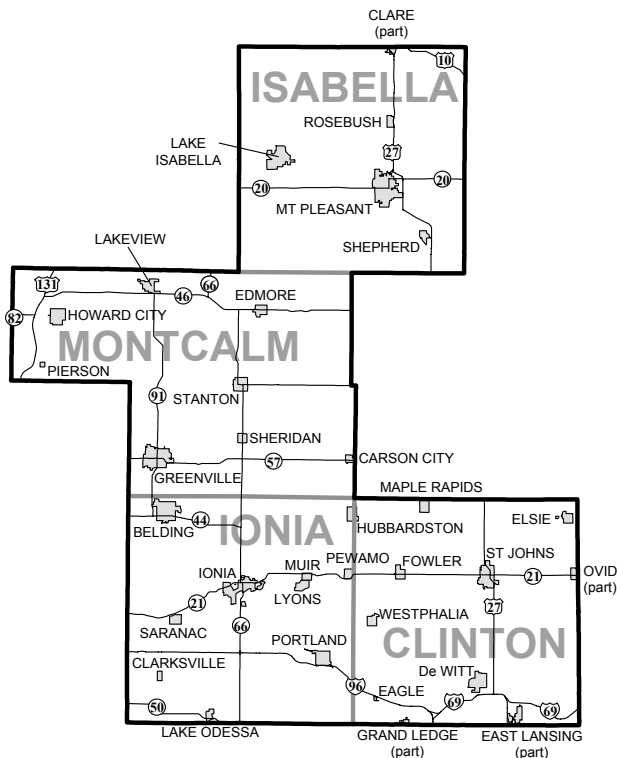 CLARE
(part)
10
ISABELLA
ROSEBUSH
LAKE
ISABELLA
27
20
20
MT PLEASANT
SHEPHERD
LAKEVIEW
131
66
46
EDMORE
82
HOWARD CITY
MONTCALM
PIERSON
91
STANTON
SHERIDAN
57
CARSON CITY
GREENVILLE
MAPLE RAPIDS
BELDING
44
IONIA
HUBBARDSTON
ELSIE
MUIR
PEWAMO
FOWLER
ST JOHNS
IONIA
21
OVID
(part)
LYONS
21
27
SARANAC
66
WESTPHALIA
PORTLAND
CLINTON
CLARKSVILLE
De WITT
96
EAGLE
69
69
50
LAKE ODESSA
GRAND LEDGE
(part)
EAST LANSING
(part)